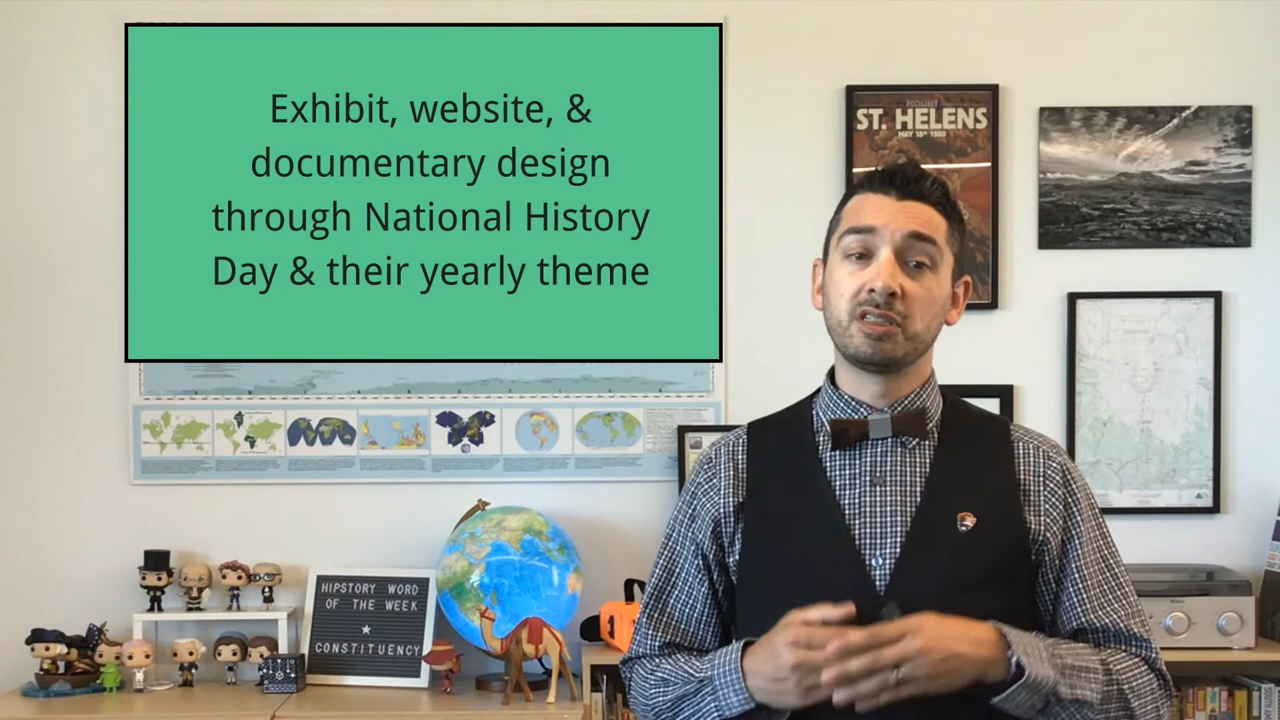 Exhibit, website, &
documentary design
through National History
Day & their yearly theme
MOUNT
ST. HELENS
MAY 18th 1980
HIPSTORY WORD
OF THE WEEK
CONSTITUENCY